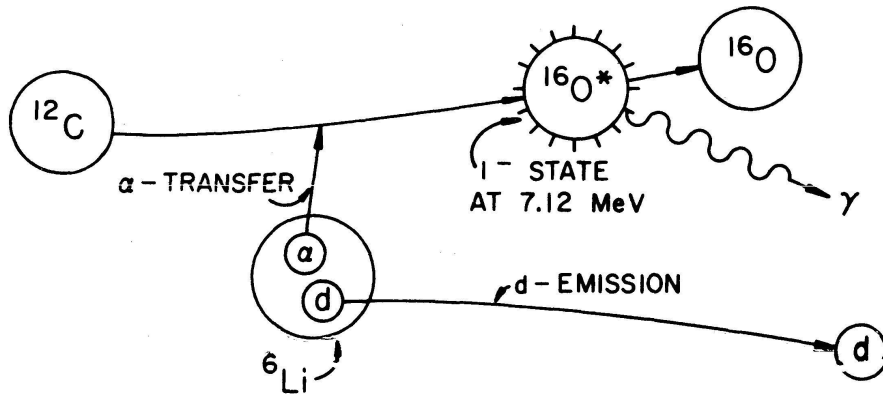 ¹²C
¹⁶O*
¹⁶O
α-TRANSFER
1⁻ STATE
AT 7.12 MeV
γ
α
d
d-EMISSION
d
⁶Li